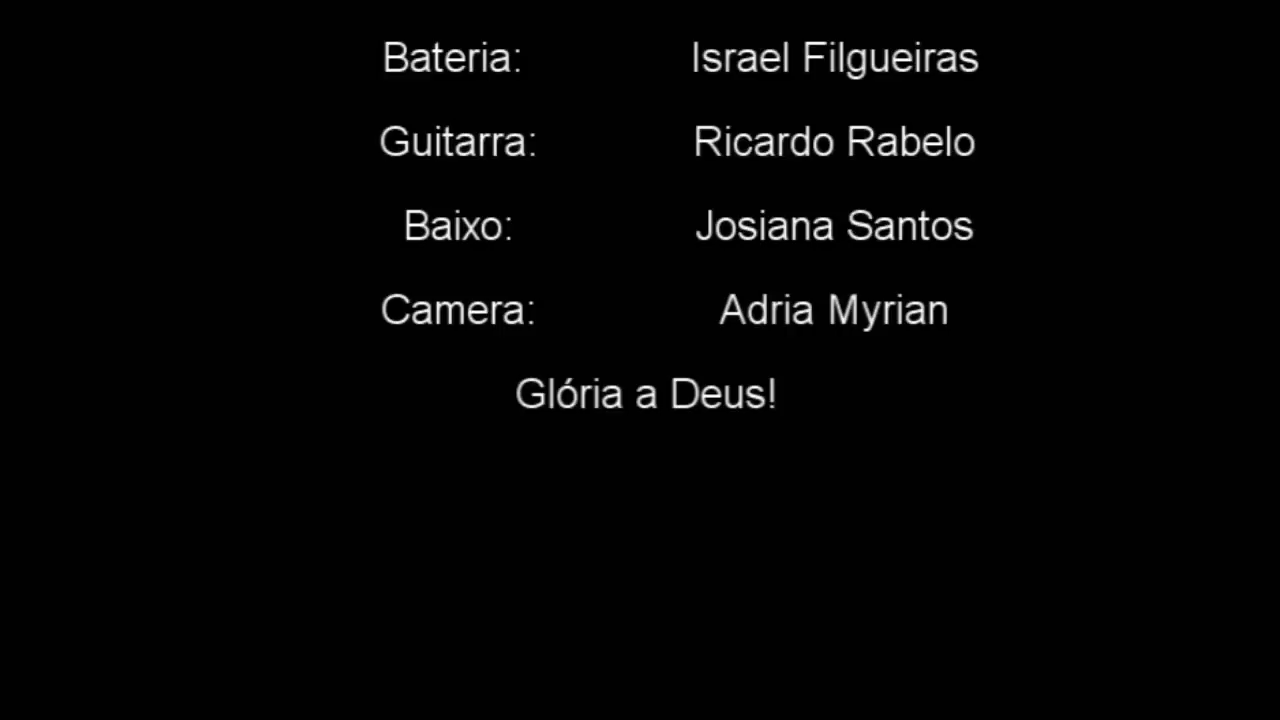 Bateria: Israel Filgueiras
Guitarra: Ricardo Rabelo
Baixo: Josiana Santos
Camera: Adria Myrian
Glória a Deus!